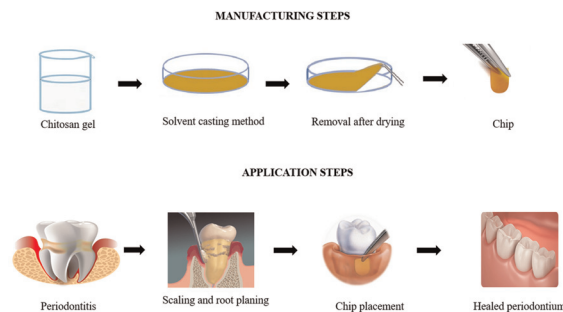 MANUFACTURING STEPS
Chitosan gel
Solvent casting method
Removal after drying
Chip
APPLICATION STEPS
Periodontitis
Scaling and root planing
Chip placement
Healed periodontium